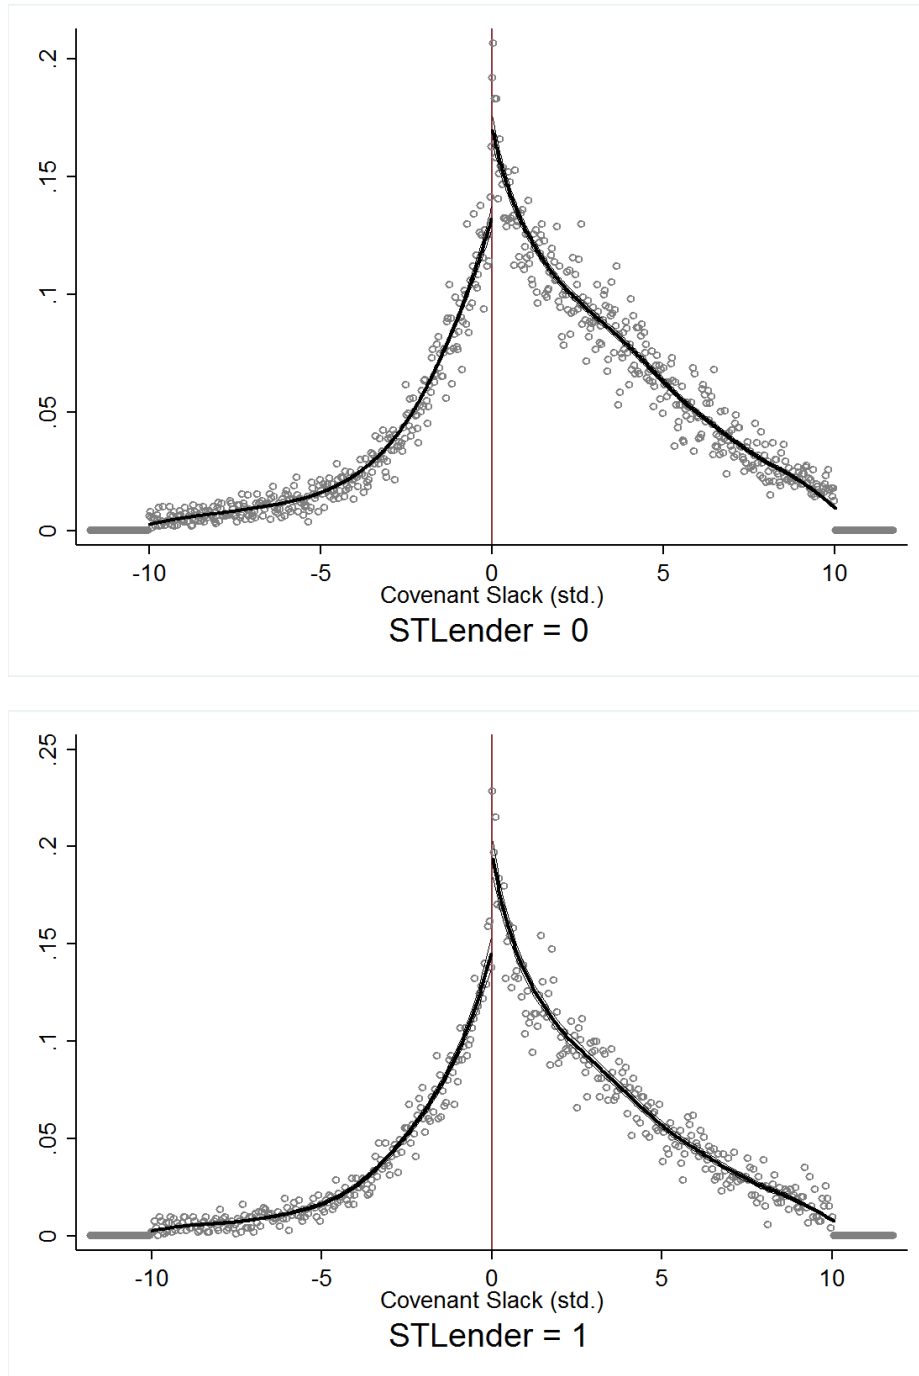 .2
.15
.1
.05
0
-10 -5 0 5 10
Covenant Slack (std.)
STLender = 0
.25
.2
.15
.1
.05
0
-10 -5 0 5 10
Covenant Slack (std.)
STLender = 1